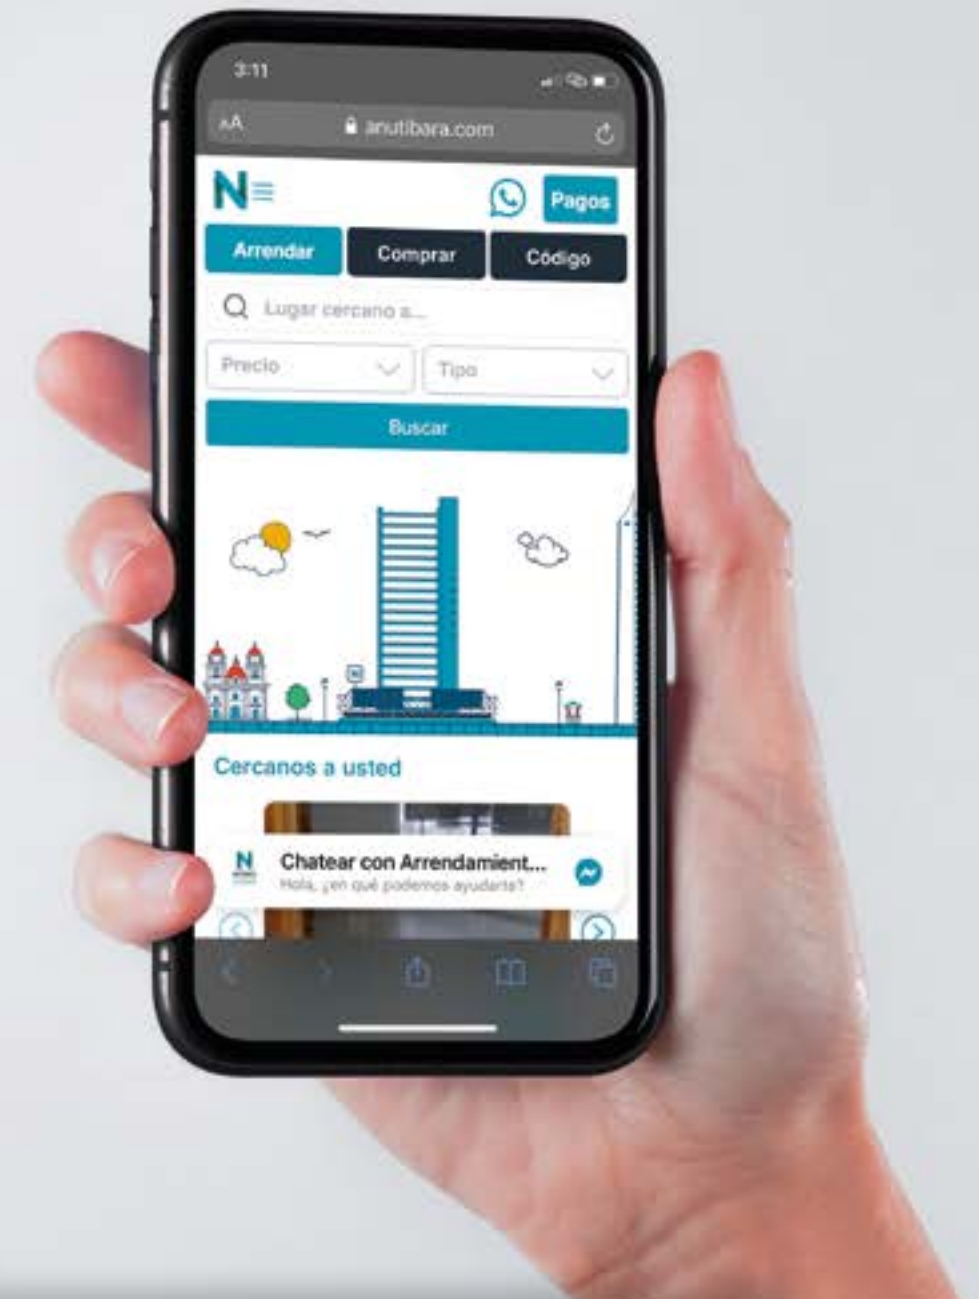 3:11
AA anutibara.com
N
Pagos
Arrendar Comprar Código
Lugar cercano a...
Precio Tipo
Buscar
Cercanos a usted
N Chatear con Arrendamient...
Hola, ¿en qué podemos ayudarte?